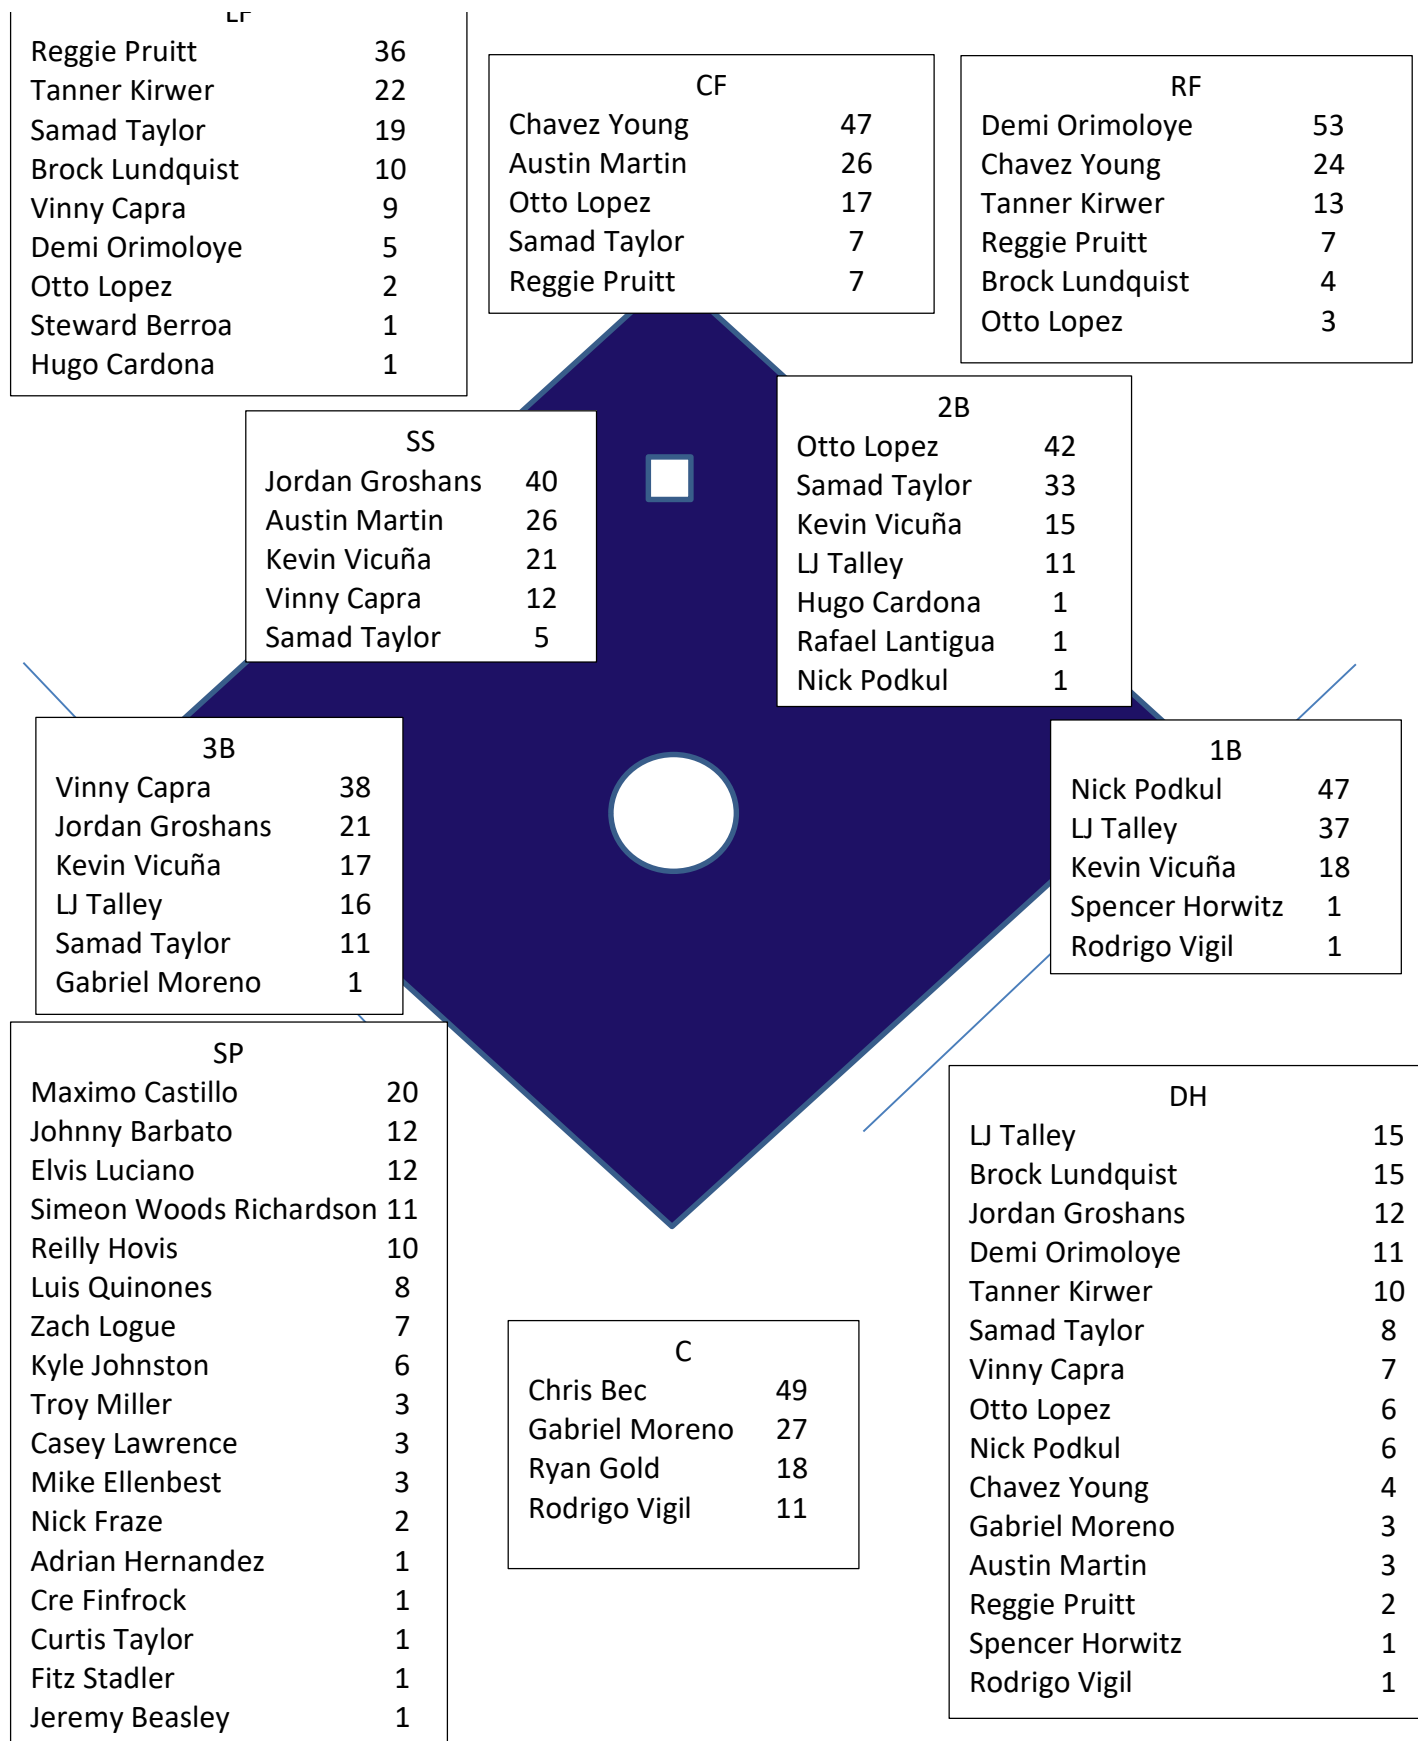 LF
Reggie Pruitt 36
Tanner Kirwer 22
Samad Taylor 19
Brock Lundquist 10
Vinny Capra 9
Demi Orimoloye 5
Otto Lopez 2
Steward Berroa 1
Hugo Cardona 1
CF
Chavez Young 47
Austin Martin 26
Otto Lopez 17
Samad Taylor 7
Reggie Pruitt 7
RF
Demi Orimoloye 53
Chavez Young 24
Tanner Kirwer 13
Reggie Pruitt 7
Brock Lundquist 4
Otto Lopez 3
SS
Jordan Groshans 40
Austin Martin 26
Kevin Vicuña 21
Vinny Capra 12
Samad Taylor 5
2B
Otto Lopez 42
Samad Taylor 33
Kevin Vicuña 15
LJ Talley 11
Hugo Cardona 1
Rafael Lantigua 1
Nick Podkul 1
3B
Vinny Capra 38
Jordan Groshans 21
Kevin Vicuña 17
LJ Talley 16
Samad Taylor 11
Gabriel Moreno 1
1B
Nick Podkul 47
LJ Talley 37
Kevin Vicuña 18
Spencer Horwitz 1
Rodrigo Vigil 1
SP
Maximo Castillo 20
Johnny Barbato 12
Elvis Luciano 12
Simeon Woods Richardson 11
Reilly Hovis 10
Luis Quinones 8
Zach Logue 7
Kyle Johnston 6
Troy Miller 3
Casey Lawrence 3
Mike Ellenbest 3
Nick Fraze 2
Adrian Hernandez 1
Cre Finfrock 1
Curtis Taylor 1
Fitz Stadler 1
Jeremy Beasley 1
C
Chris Bec 49
Gabriel Moreno 27
Ryan Gold 18
Rodrigo Vigil 11
DH
LJ Talley 15
Brock Lundquist 15
Jordan Groshans 12
Demi Orimoloye 11
Tanner Kirwer 10
Samad Taylor 8
Vinny Capra 7
Otto Lopez 6
Nick Podkul 6
Chavez Young 4
Gabriel Moreno 3
Austin Martin 3
Reggie Pruitt 2
Spencer Horwitz 1
Rodrigo Vigil 1